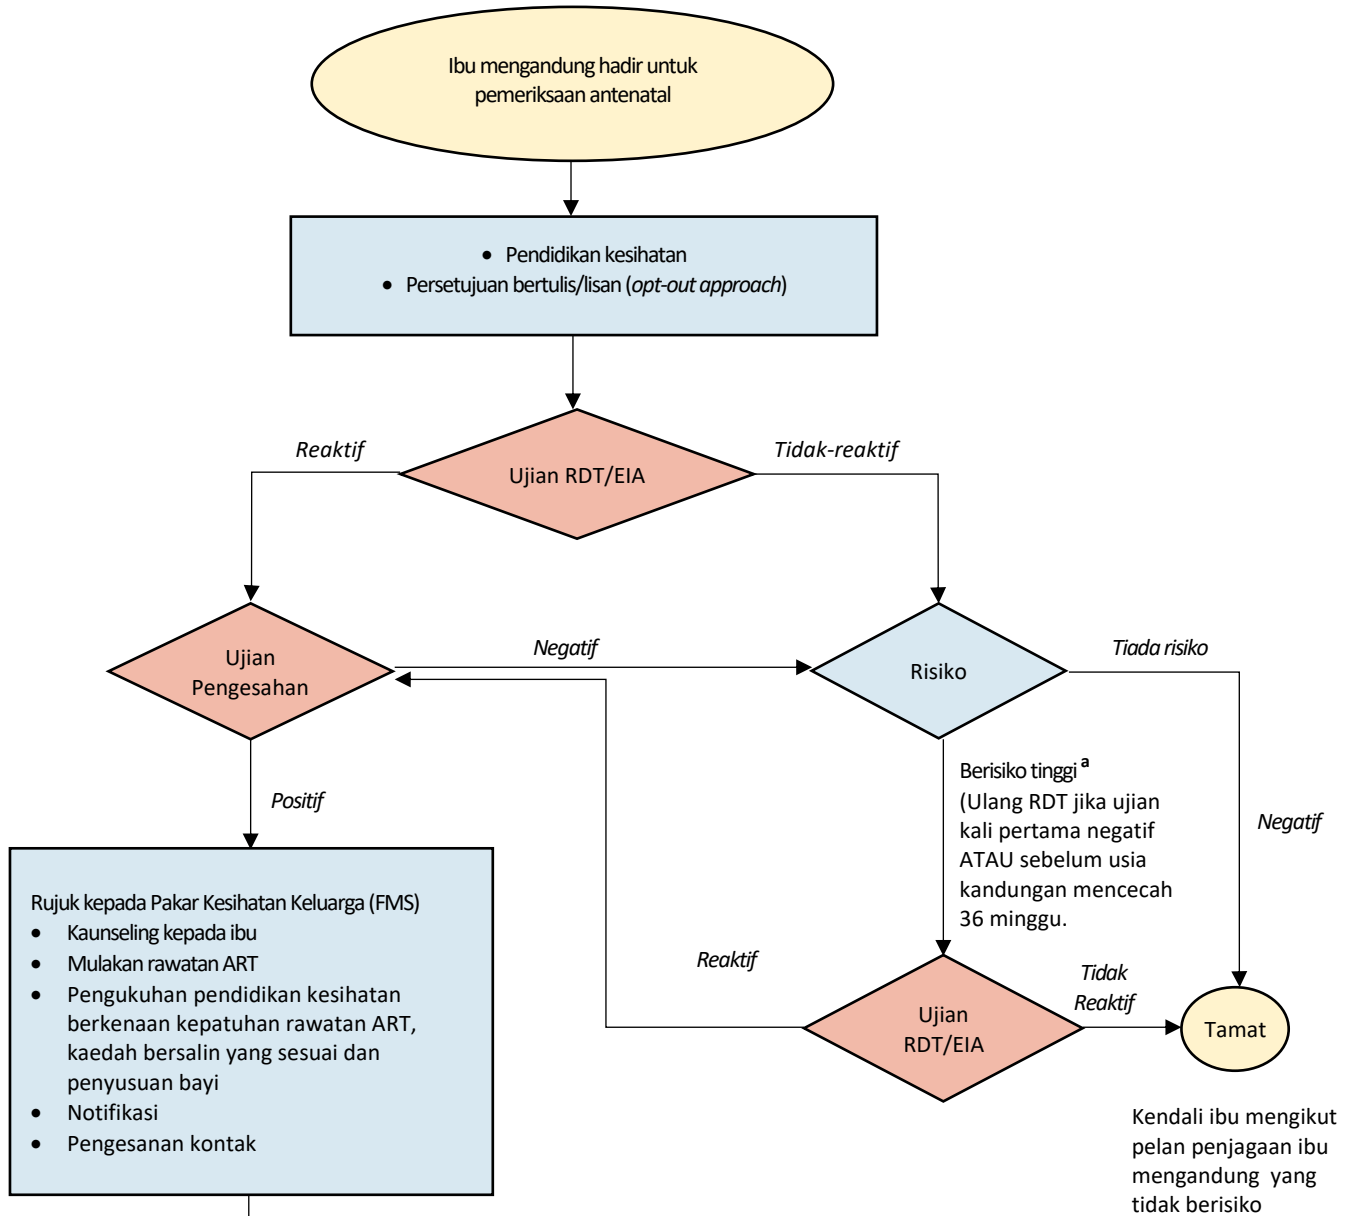 Ibu mengandung hadir untuk
pemeriksaan antenatal
• Pendidikan kesihatan
• Persetujuan bertulis/lisan (opt-out approach)
Reaktif
Tidak-reaktif
Ujian RDT/EIA
Ujian
Pengesahan
Negatif
Risiko
Tiada risiko
Positif
Berisiko tinggi a
(Ulang RDT jika ujian
kali pertama negatif
ATAU sebelum usia
kandungan mencecah
36 minggu.
Negatif
Rujuk kepada Pakar Kesihatan Keluarga (FMS)
• Kaunseling kepada ibu
• Mulakan rawatan ART
• Pengukuhan pendidikan kesihatan
berkenaan kepatuhan rawatan ART,
kaedah bersalin yang sesuai dan
penyusuan bayi
• Notifikasi
• Pengesanan kontak
Reaktif
Ujian
RDT/EIA
Tidak
Reaktif
Tamat
Kendali ibu mengikut
pelan penjagaan ibu
mengandung yang
tidak berisiko